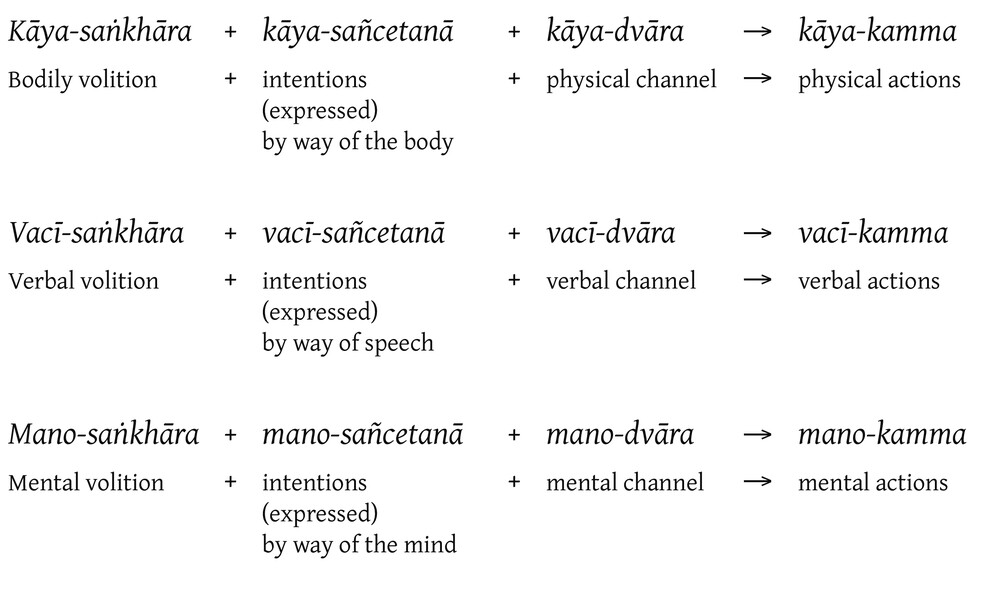 Kāya-saṅkhāra + kāya-sañcetanā + kāya-dvāra → kāya-kamma
Bodily volition + intentions + physical channel → physical actions
(expressed)
by way of the body
Vacī-saṅkhāra + vacī-sañcetanā + vacī-dvāra → vacī-kamma
Verbal volition + intentions + verbal channel → verbal actions
(expressed)
by way of speech
Mano-saṅkhāra + mano-sañcetanā + mano-dvāra → mano-kamma
Mental volition + intentions + mental channel → mental actions
(expressed)
by way of the mind